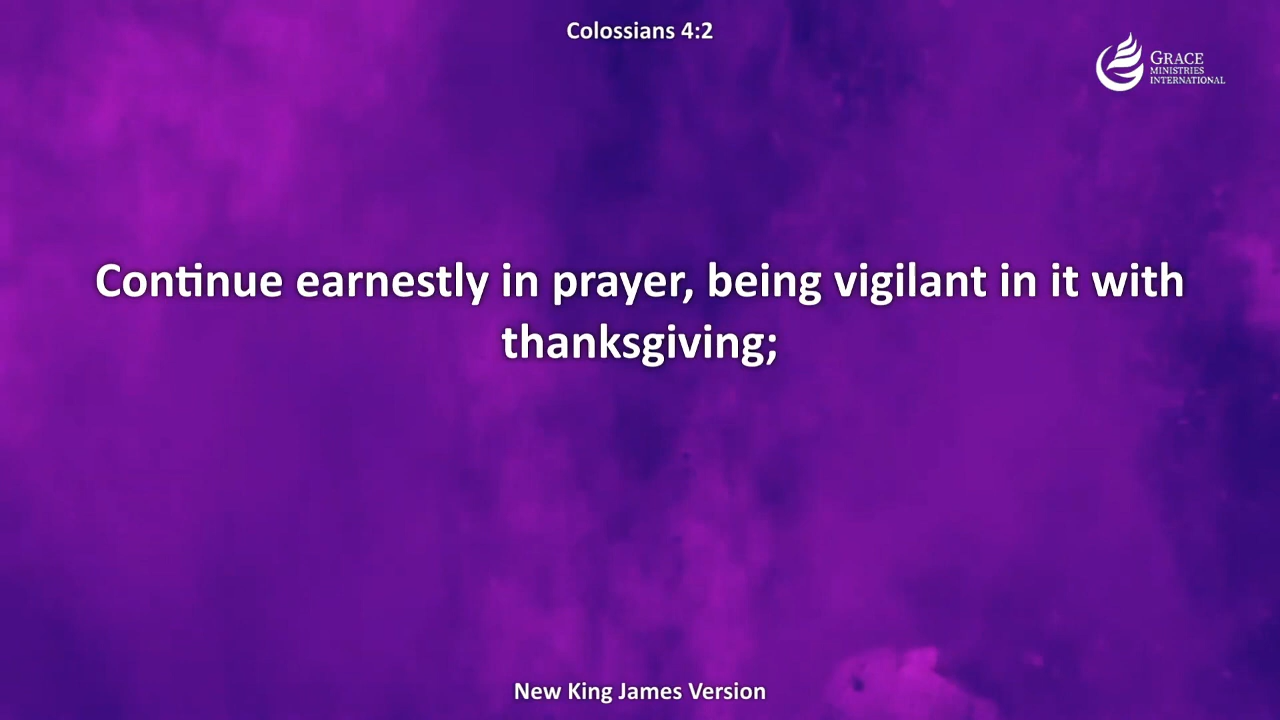 Colossians 4:2
GRACE
MINISTRIES
INTERNATIONAL
Continue earnestly in prayer, being vigilant in it with
thanksgiving;
New King James Version